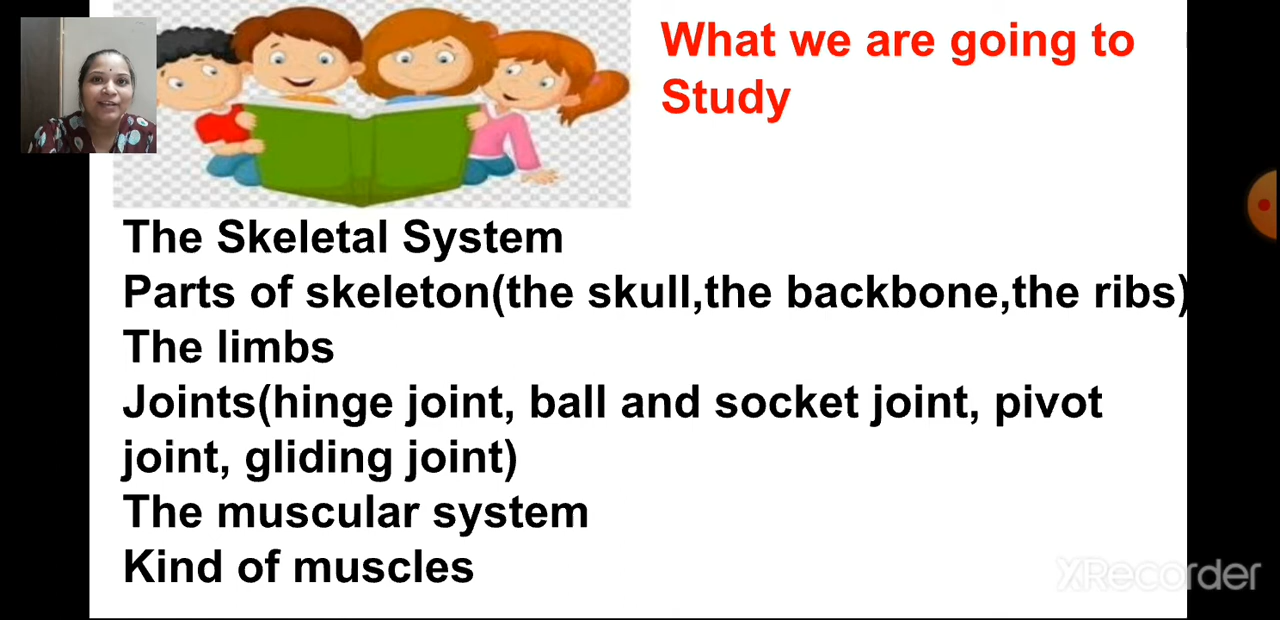 What we are going to
Study
The Skeletal System
Parts of skeleton(the skull,the backbone,the ribs)
The limbs
Joints(hinge joint, ball and socket joint, pivot
joint, gliding joint)
The muscular system
Kind of muscles
XRecorder